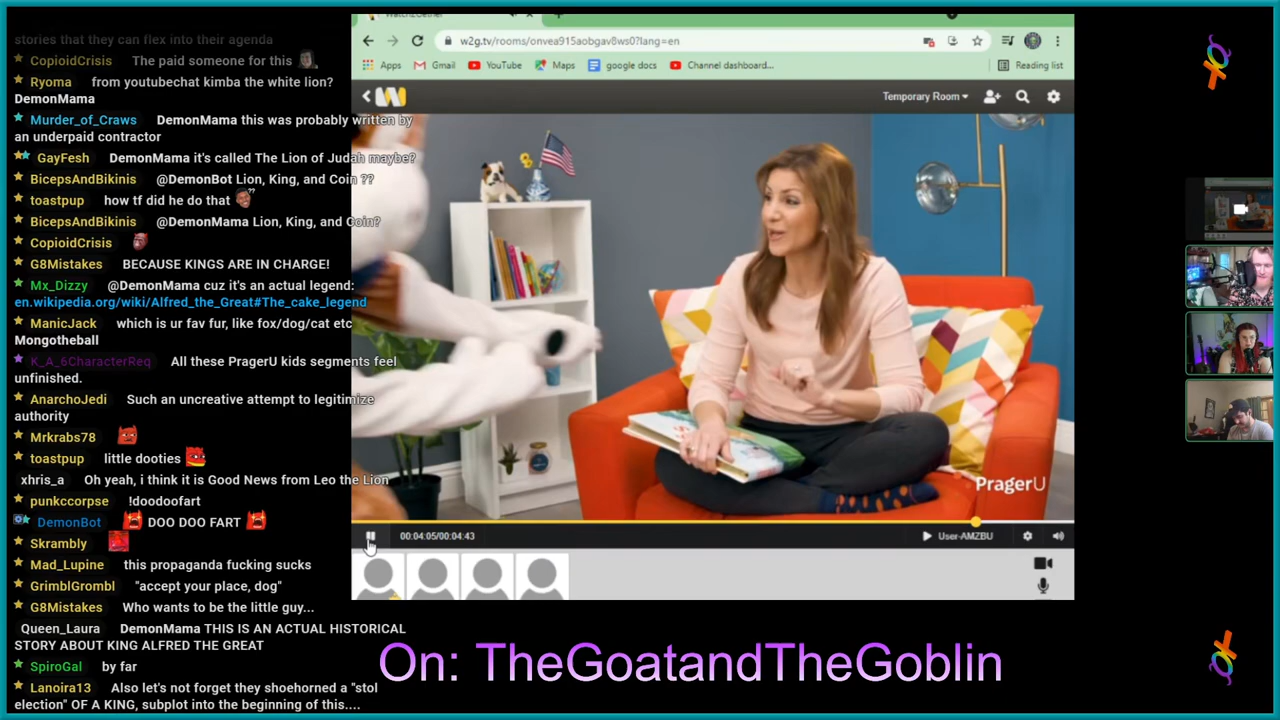 stories that they can flex into their agenda
CopioidCrisis The paid someone for this
Ryoma from youtubechat kimba the white lion?
DemonMama
Murder_of_Craws DemonMama this was probably written by
an underpaid contractor
GayFesh DemonMama it's called The Lion of Judah maybe?
BicepsAndBikinis @DemonBot Lion, King, and Coin ??
toastpup how tf did he do that
BicepsAndBikinis @DemonMama Lion, King, and Coin?
CopioidCrisis
G8Mistakes BECAUSE KINGS ARE IN CHARGE!
Mx_Dizzy @DemonMama cuz it's an actual legend:
en.wikipedia.org/wiki/Alfred_the_Great#The_cake_legend
ManicJack which is ur fav fur, like fox/dog/cat etc
Mongotheball
K_A_6CharacterReq All these PragerU kids segments feel
unfinished.
AnarchoJedi Such an uncreative attempt to legitimize
authority
Mrkrabs78
toastpup little dooties
xhris_a Oh yeah, i think it is Good News from Leo the Lion
punkccorpse !doodoofart
DemonBot DOO DOO FART
Skrambly
Mad_Lupine this propaganda fucking sucks
GrimblGrombl "accept your place, dog"
G8Mistakes Who wants to be the little guy...
Queen_Laura DemonMama THIS IS AN ACTUAL HISTORICAL
STORY ABOUT KING ALFRED THE GREAT
SpiroGal by far
Lanoira13 Also let's not forget they shoehorned a "stol
election" OF A KING, subplot into the beginning of this....
w2g.tv/rooms/onvea915aobgav8ws0?lang=en
Apps Gmail YouTube Maps google docs Channel dashboard... Reading list
Temporary Room
PragerU
00:04:05/00:04:43 User-AMZBU
On: TheGoatandTheGoblin